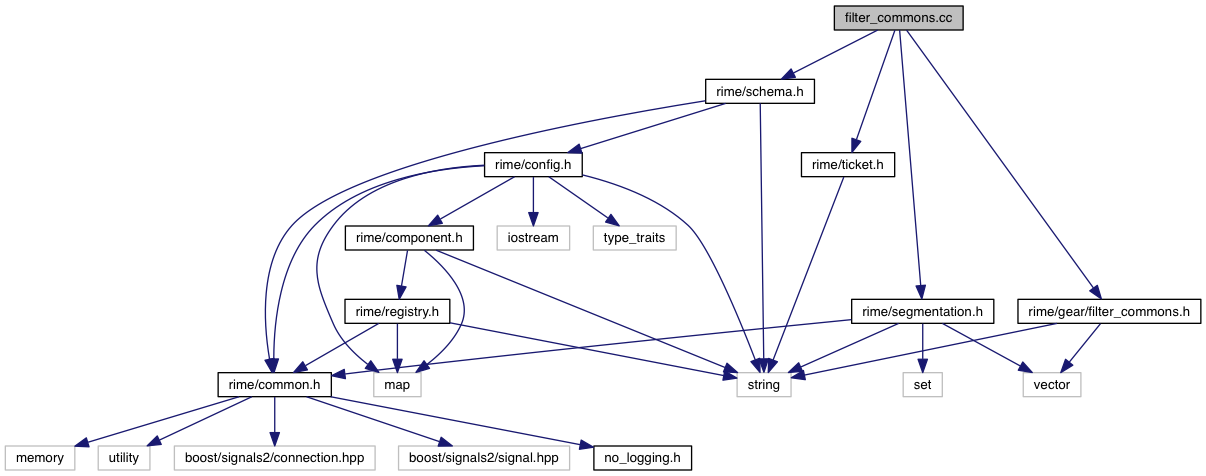 filter_commons.cc
rime/schema.h
rime/config.h
rime/ticket.h
rime/component.h
iostream
type_traits
rime/registry.h
rime/segmentation.h
rime/gear/filter_commons.h
rime/common.h
map
string
set
vector
memory
utility
boost/signals2/connection.hpp
boost/signals2/signal.hpp
no_logging.h